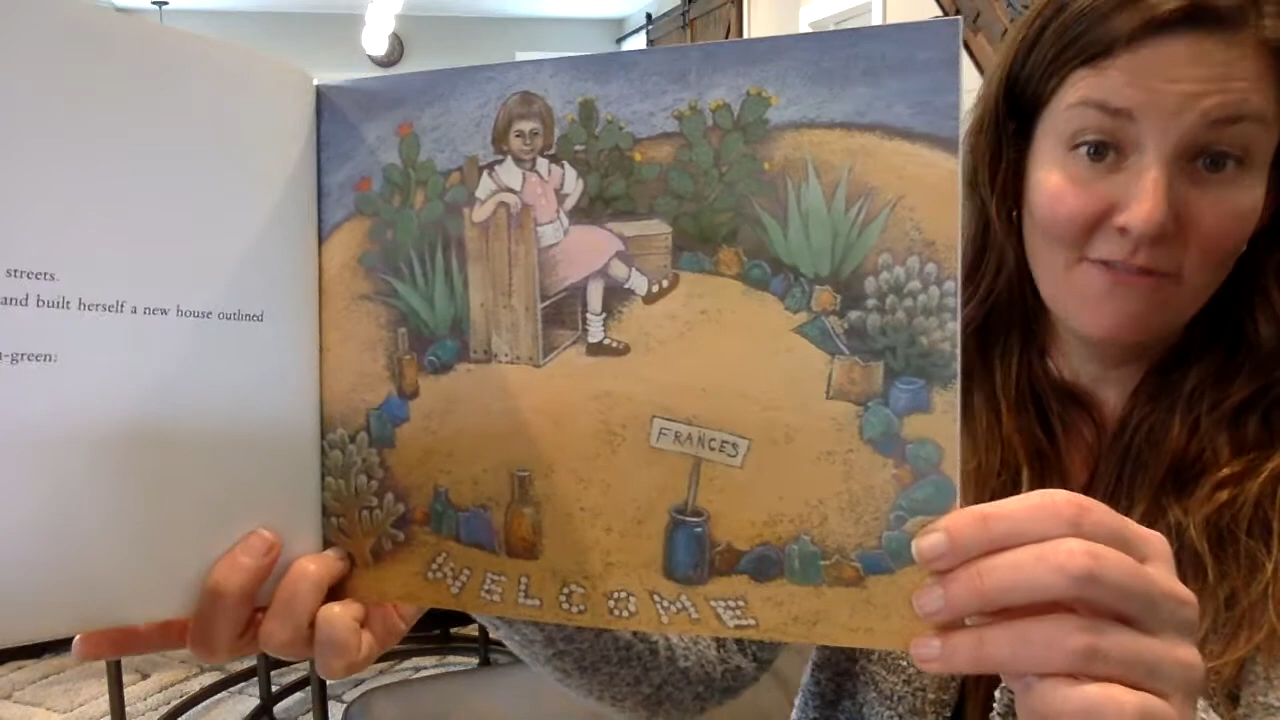 streets.
and built herself a new house outlined
-green:
FRANCES
WELCOME